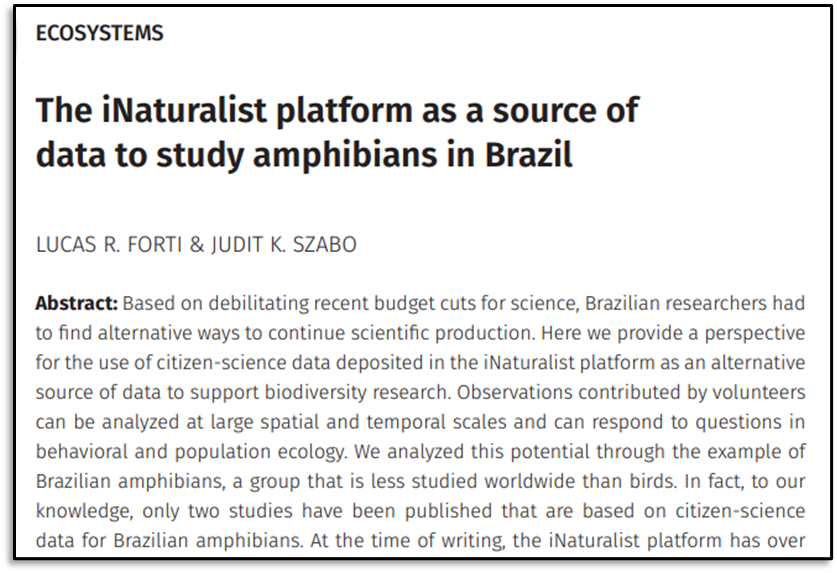 ECOSYSTEMS
The iNaturalist platform as a source of
data to study amphibians in Brazil
LUCAS R. FORTI & JUDIT K. SZABO
Abstract: Based on debilitating recent budget cuts for science, Brazilian researchers had
to find alternative ways to continue scientific production. Here we provide a perspective
for the use of citizen-science data deposited in the iNaturalist platform as an alternative
source of data to support biodiversity research. Observations contributed by volunteers
can be analyzed at large spatial and temporal scales and can respond to questions in
behavioral and population ecology. We analyzed this potential through the example of
Brazilian amphibians, a group that is less studied worldwide than birds. In fact, to our
knowledge, only two studies have been published that are based on citizen-science
data for Brazilian amphibians. At the time of writing, the iNaturalist platform has over